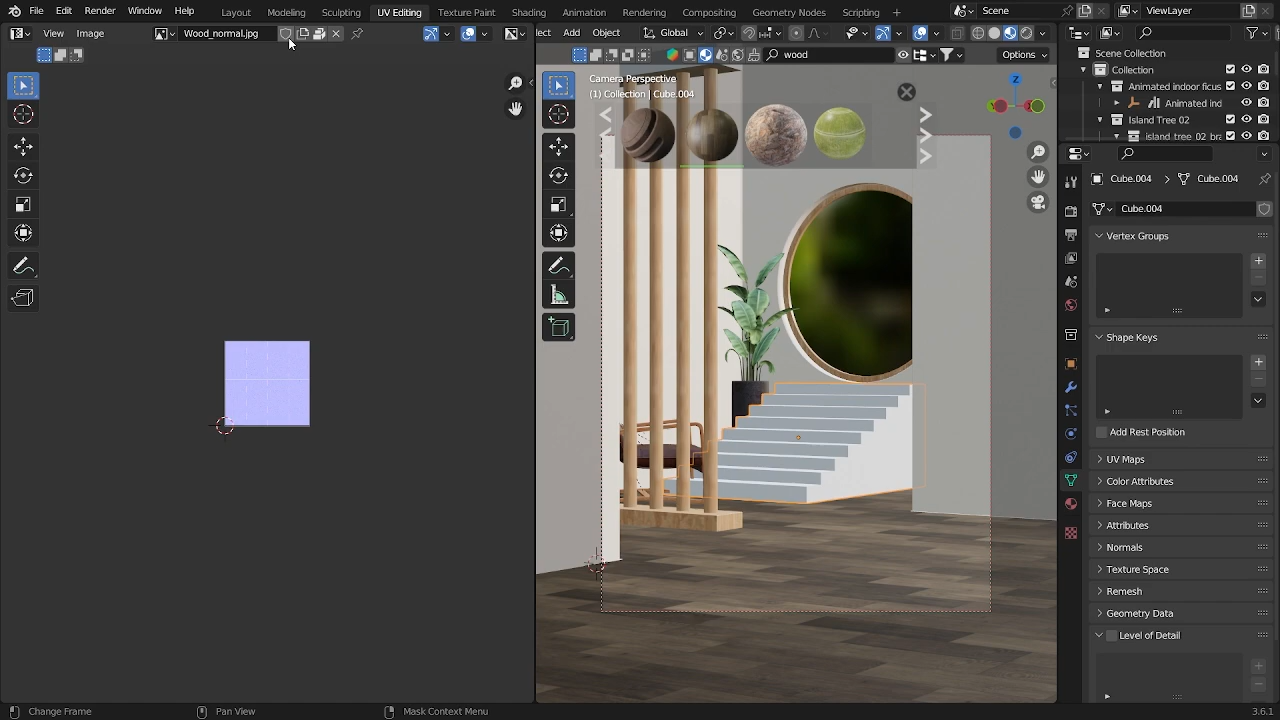 File Edit Render Window Help Layout Modeling Sculpting UV Editing Texture Paint Shading Animation Rendering Compositing Geometry Nodes Scripting Scene ViewLayer
View Image Wood_normal.jpg ect Add Object Global
wood Options
Camera Perspective
(1) Collection | Cube.004
Z
Y
Scene Collection
Collection
Animated indoor ficus
Animated ind
Island Tree 02
island_tree_02_bra
Cube.004 Cube.004
Cube.004
Vertex Groups
Shape Keys
Add Rest Position
UV Maps
Color Attributes
Face Maps
Attributes
Normals
Texture Space
Remesh
Geometry Data
Level of Detail
Change Frame Pan View Mask Context Menu 3.6.1